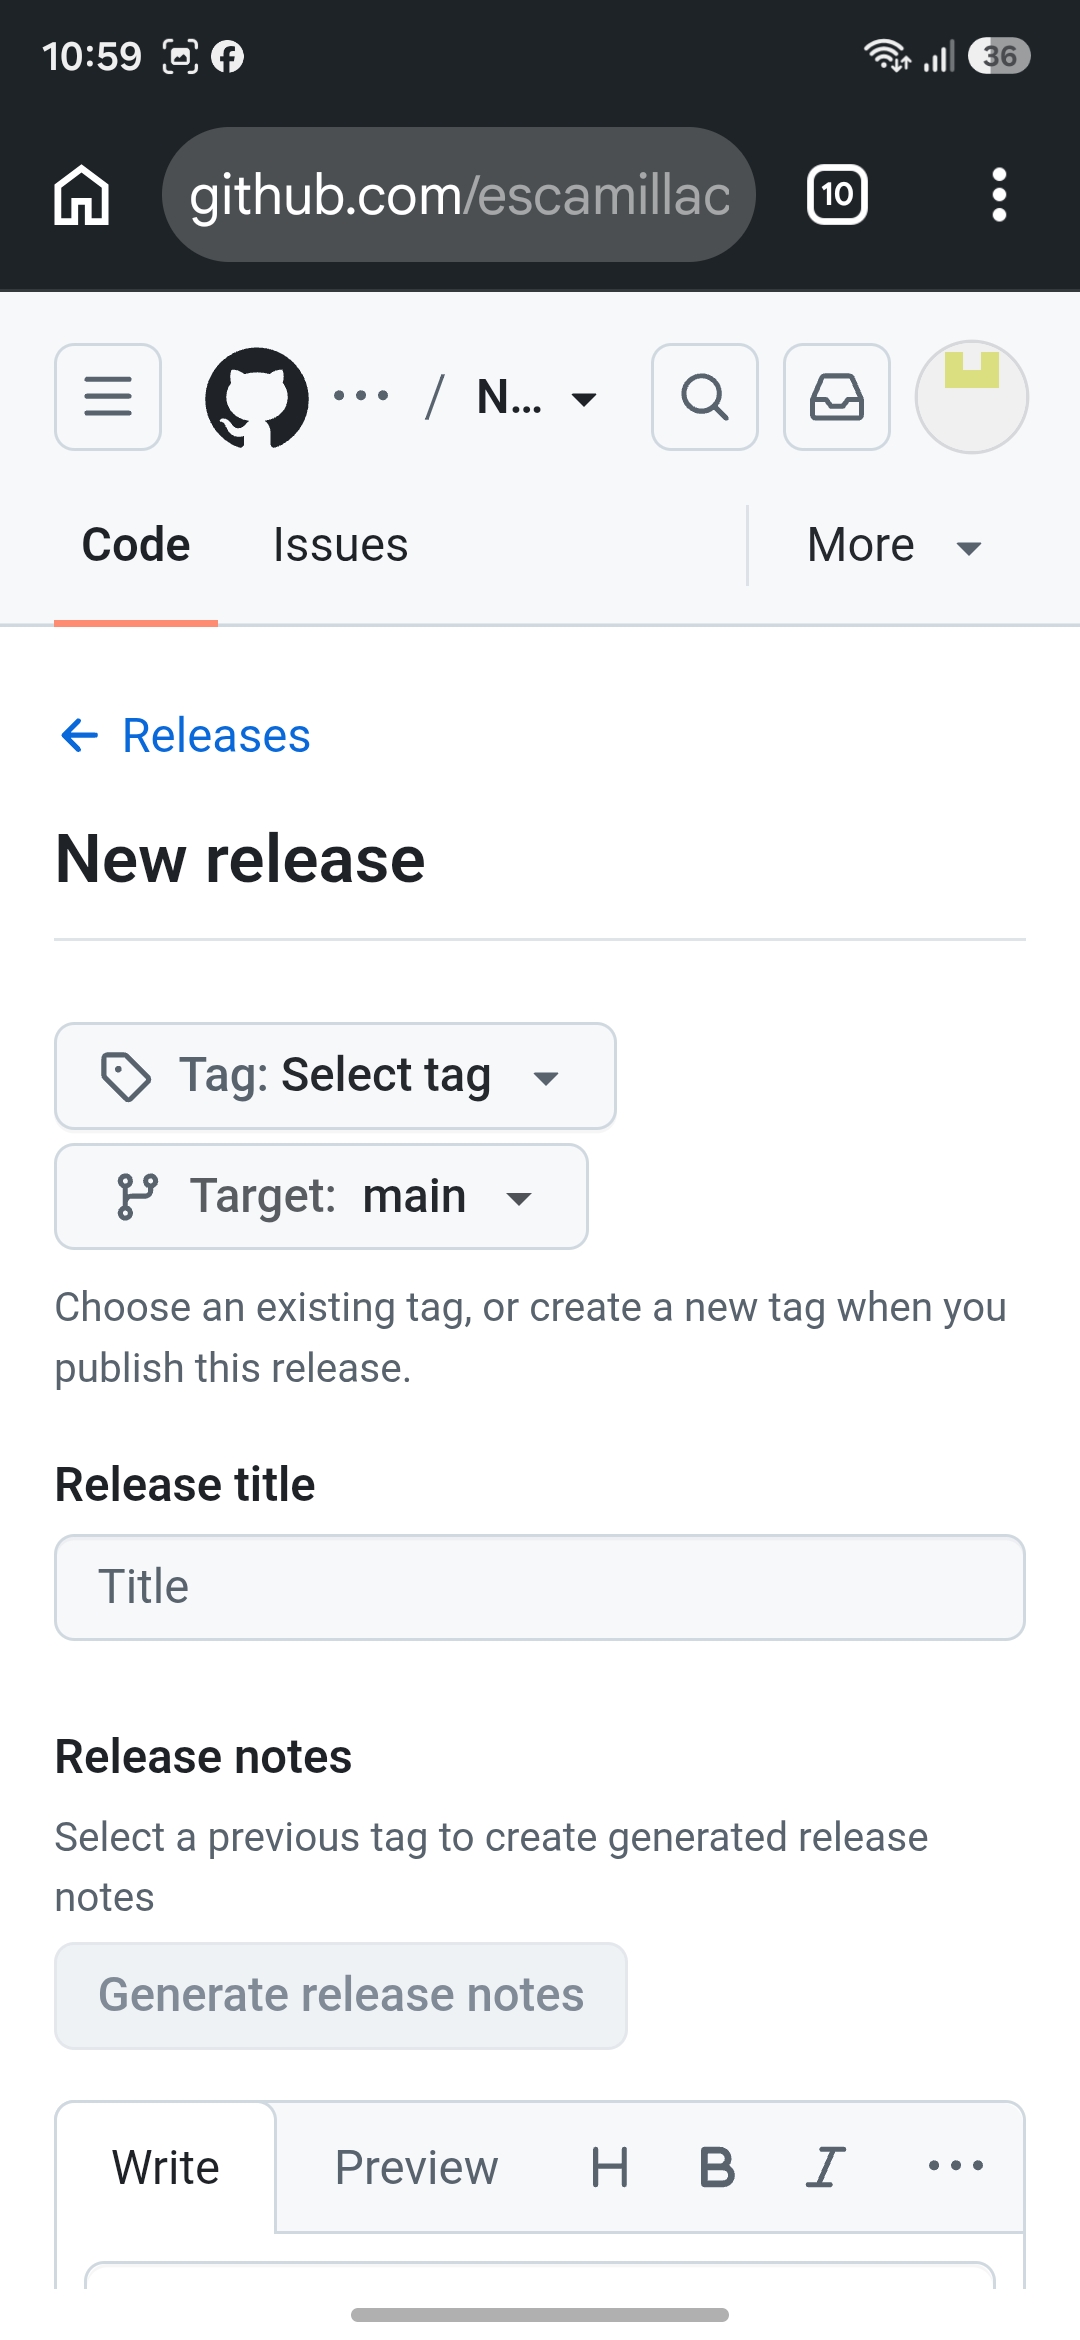 10:59
36
github.com/escamillac
10
/ N...
Code Issues More
Releases
New release
Tag: Select tag
Target: main
Choose an existing tag, or create a new tag when you
publish this release.
Release title
Title
Release notes
Select a previous tag to create generated release
notes
Generate release notes
Write Preview H B I